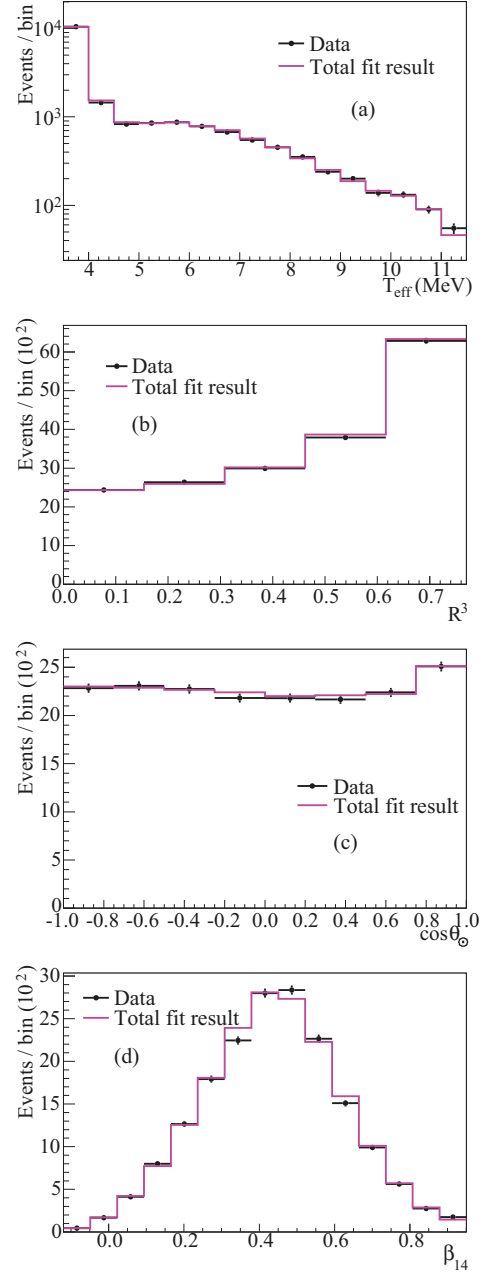 Events / bin
10⁴
10³
10²
Data
Total fit result
(a)
4 5 6 7 8 9 10 11
T_eff (MeV)
Events / bin (10²)
60
50
40
30
20
10
0
Data
Total fit result
(b)
0.0 0.1 0.2 0.3 0.4 0.5 0.6 0.7
R³
Events / bin (10²)
25
20
15
10
5
0
Data
Total fit result
(c)
-1.0 -0.8 -0.6 -0.4 -0.2 0.0 0.2 0.4 0.6 0.8 1.0
cosθ_⊙
Events / bin (10²)
30
25
20
15
10
5
0
Data
Total fit result
(d)
0.0 0.2 0.4 0.6 0.8
β₁₄